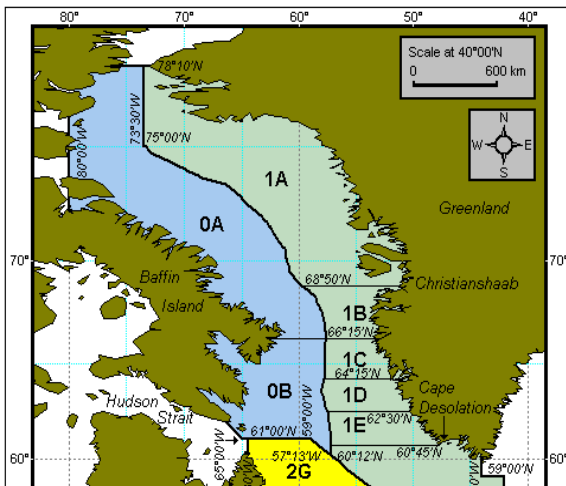 80° 70° 60° 50° 40°
78°10'N
Scale at 40°00'N
0 600 km
73°30'W
75°00'N
80°00'W
N
W E
S
1A
Greenland
0A
70° 70°
Baffin
Island
68°50'N
Christianshaab
1B
66°15'N
1C
64°15'N
Cape
Desolation
1D
0B
59°00'W
62°30'N
Hudson
Strait
1E
61°00'N
60°45'N
65°00'W
57°13'W
60°12'N
60° 60°
59°00'N
2G